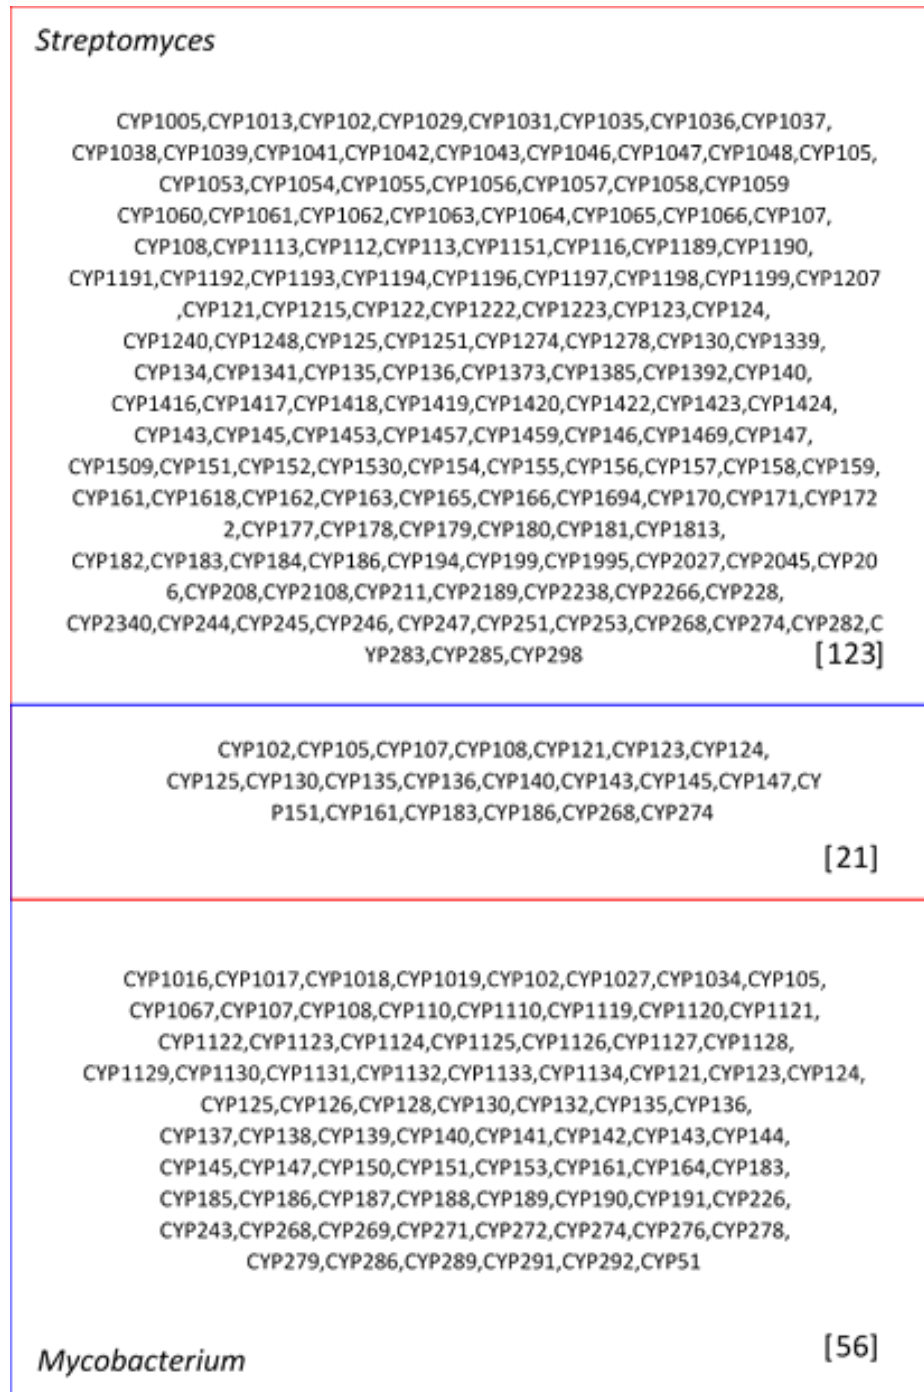 Streptomyces
CYP1005,CYP1013,CYP102,CYP1029,CYP1031,CYP1035,CYP1036,CYP1037,
CYP1038,CYP1039,CYP1041,CYP1042,CYP1043,CYP1046,CYP1047,CYP1048,CYP105,
CYP1053,CYP1054,CYP1055,CYP1056,CYP1057,CYP1058,CYP1059
CYP1060,CYP1061,CYP1062,CYP1063,CYP1064,CYP1065,CYP1066,CYP107,
CYP108,CYP1113,CYP112,CYP113,CYP1151,CYP116,CYP1189,CYP1190,
CYP1191,CYP1192,CYP1193,CYP1194,CYP1196,CYP1197,CYP1198,CYP1199,CYP1207
,CYP121,CYP1215,CYP122,CYP1222,CYP1223,CYP123,CYP124,
CYP1240,CYP1248,CYP125,CYP1251,CYP1274,CYP1278,CYP130,CYP1339,
CYP134,CYP1341,CYP135,CYP136,CYP1373,CYP1385,CYP1392,CYP140,
CYP1416,CYP1417,CYP1418,CYP1419,CYP1420,CYP1422,CYP1423,CYP1424,
CYP143,CYP145,CYP1453,CYP1457,CYP1459,CYP146,CYP1469,CYP147,
CYP1509,CYP151,CYP152,CYP1530,CYP154,CYP155,CYP156,CYP157,CYP158,CYP159,
CYP161,CYP1618,CYP162,CYP163,CYP165,CYP166,CYP1694,CYP170,CYP171,CYP172
2,CYP177,CYP178,CYP179,CYP180,CYP181,CYP1813,
CYP182,CYP183,CYP184,CYP186,CYP194,CYP199,CYP1995,CYP2027,CYP2045,CYP20
6,CYP208,CYP2108,CYP211,CYP2189,CYP2238,CYP2266,CYP228,
CYP2340,CYP244,CYP245,CYP246, CYP247,CYP251,CYP253,CYP268,CYP274,CYP282,C
YP283,CYP285,CYP298 [123]
CYP102,CYP105,CYP107,CYP108,CYP121,CYP123,CYP124,
CYP125,CYP130,CYP135,CYP136,CYP140,CYP143,CYP145,CYP147,CY
P151,CYP161,CYP183,CYP186,CYP268,CYP274
[21]
CYP1016,CYP1017,CYP1018,CYP1019,CYP102,CYP1027,CYP1034,CYP105,
CYP1067,CYP107,CYP108,CYP110,CYP1110,CYP1119,CYP1120,CYP1121,
CYP1122,CYP1123,CYP1124,CYP1125,CYP1126,CYP1127,CYP1128,
CYP1129,CYP1130,CYP1131,CYP1132,CYP1133,CYP1134,CYP121,CYP123,CYP124,
CYP125,CYP126,CYP128,CYP130,CYP132,CYP135,CYP136,
CYP137,CYP138,CYP139,CYP140,CYP141,CYP142,CYP143,CYP144,
CYP145,CYP147,CYP150,CYP151,CYP153,CYP161,CYP164,CYP183,
CYP185,CYP186,CYP187,CYP188,CYP189,CYP190,CYP191,CYP226,
CYP243,CYP268,CYP269,CYP271,CYP272,CYP274,CYP276,CYP278,
CYP279,CYP286,CYP289,CYP291,CYP292,CYP51
[56]
Mycobacterium